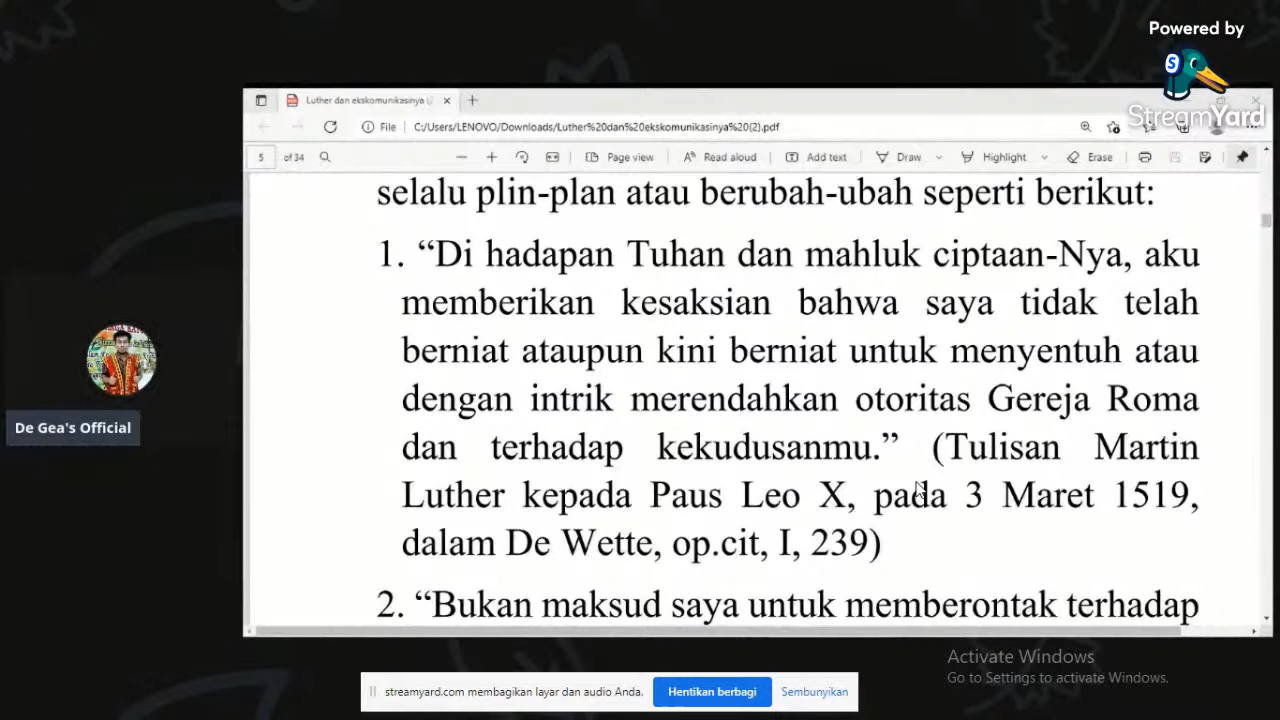 Powered by
StreamYard
Luther dan ekskomunikasinya
File C:/Users/LENOVO/Downloads/Luther%20dan%20ekskomunikasinya%20(2).pdf
5 of 34 Page view Read aloud Add text Draw Highlight Erase
selalu plin-plan atau berubah-ubah seperti berikut:
1. “Di hadapan Tuhan dan mahluk ciptaan-Nya, aku
memberikan kesaksian bahwa saya tidak telah
berniat ataupun kini berniat untuk menyentuh atau
dengan intrik merendahkan otoritas Gereja Roma
dan terhadap kekudusanmu.” (Tulisan Martin
Luther kepada Paus Leo X, pada 3 Maret 1519,
dalam De Wette, op.cit, I, 239)
2. “Bukan maksud saya untuk memberontak terhadap
De Gea's Official
Activate Windows
Go to Settings to activate Windows.
streamyard.com membagikan layar dan audio Anda. Hentikan berbagi Sembunyikan